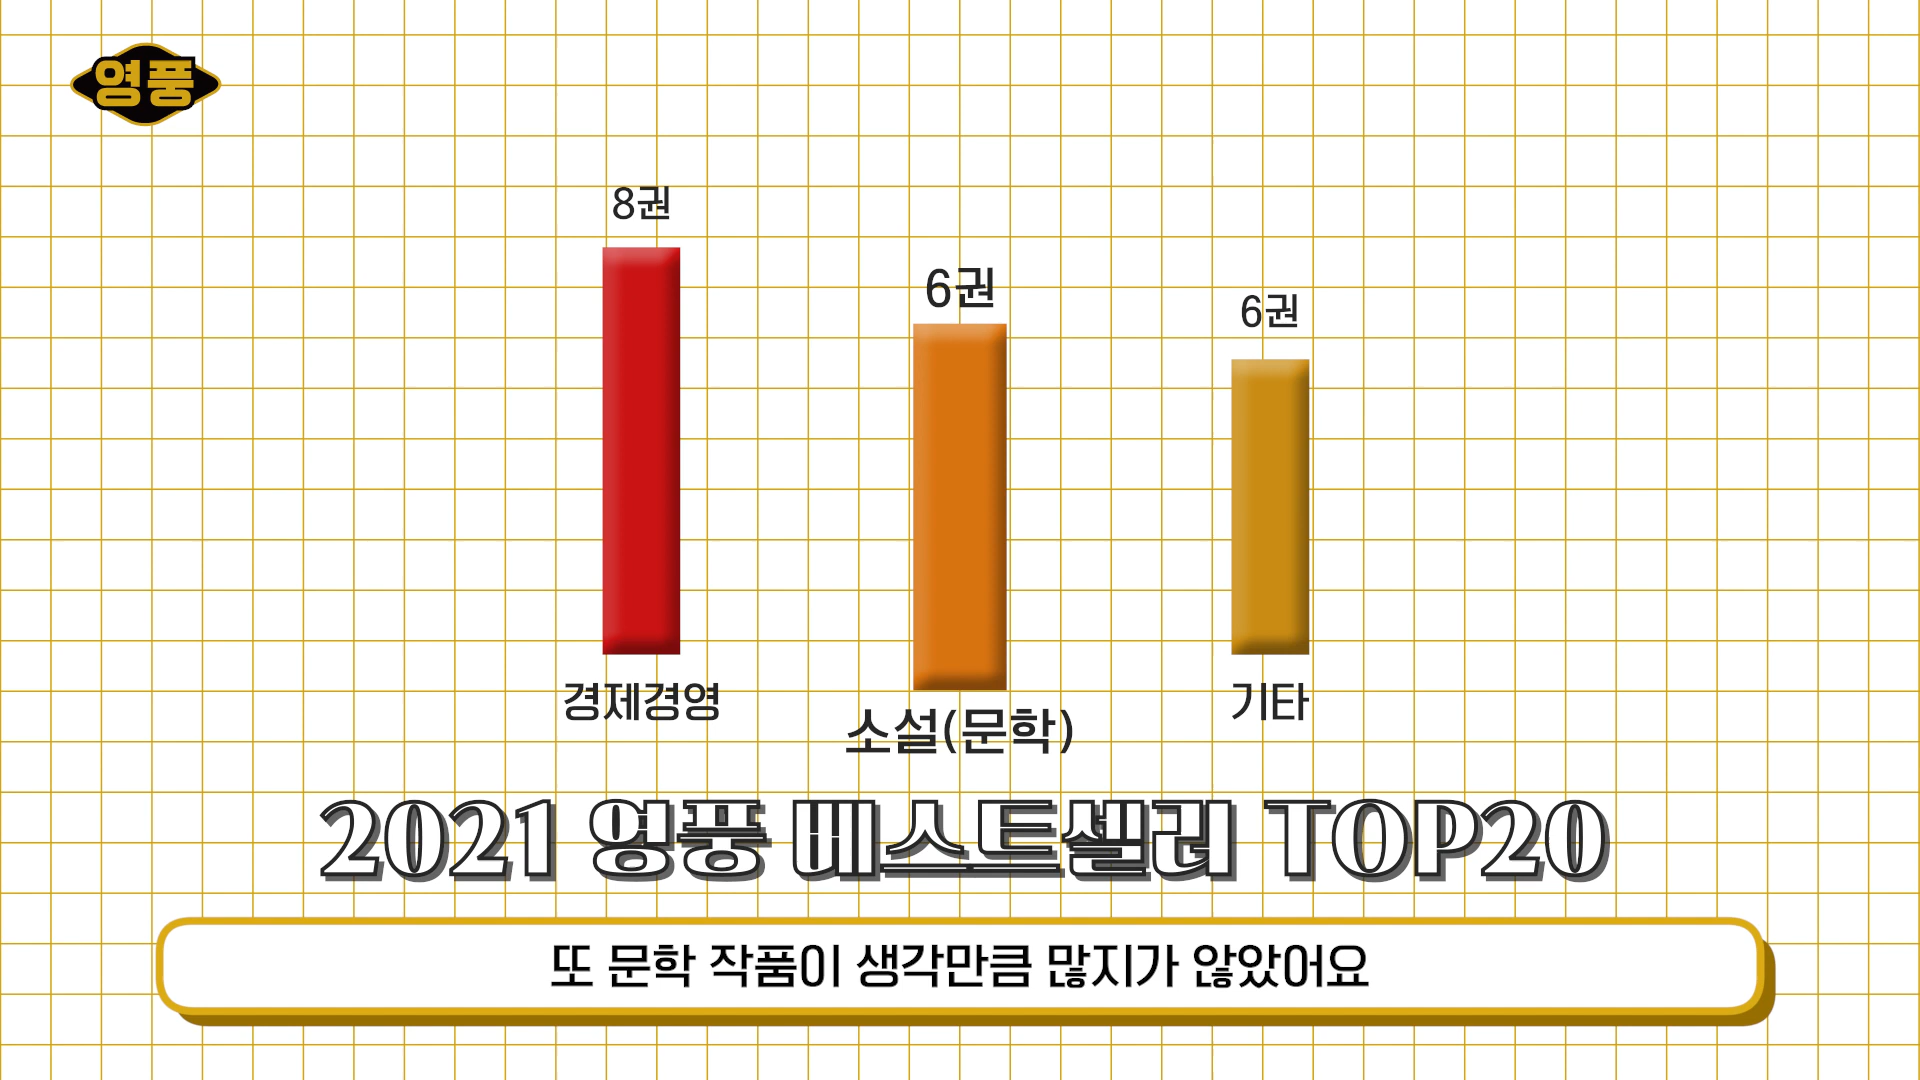 영풍
8권
6권
6권
경제경영
소설(문학)
기타
2021 영풍 베스트셀러 TOP20
또 문학 작품이 생각만큼 많지가 않았어요